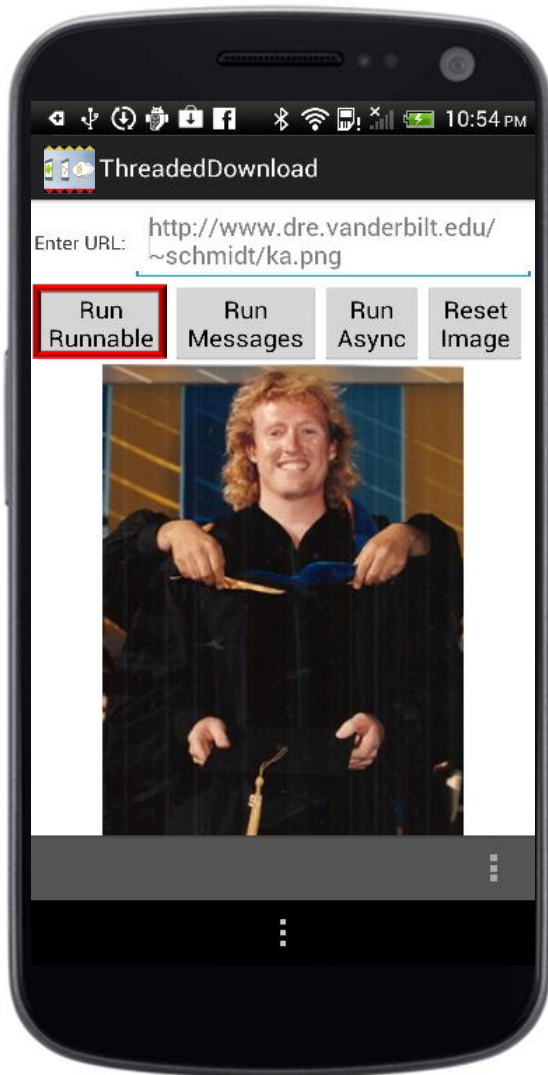 10:54 PM
ThreadedDownload
Enter URL:
http://www.dre.vanderbilt.edu/
~schmidt/ka.png
Run
Runnable
Run
Messages
Run
Async
Reset
Image